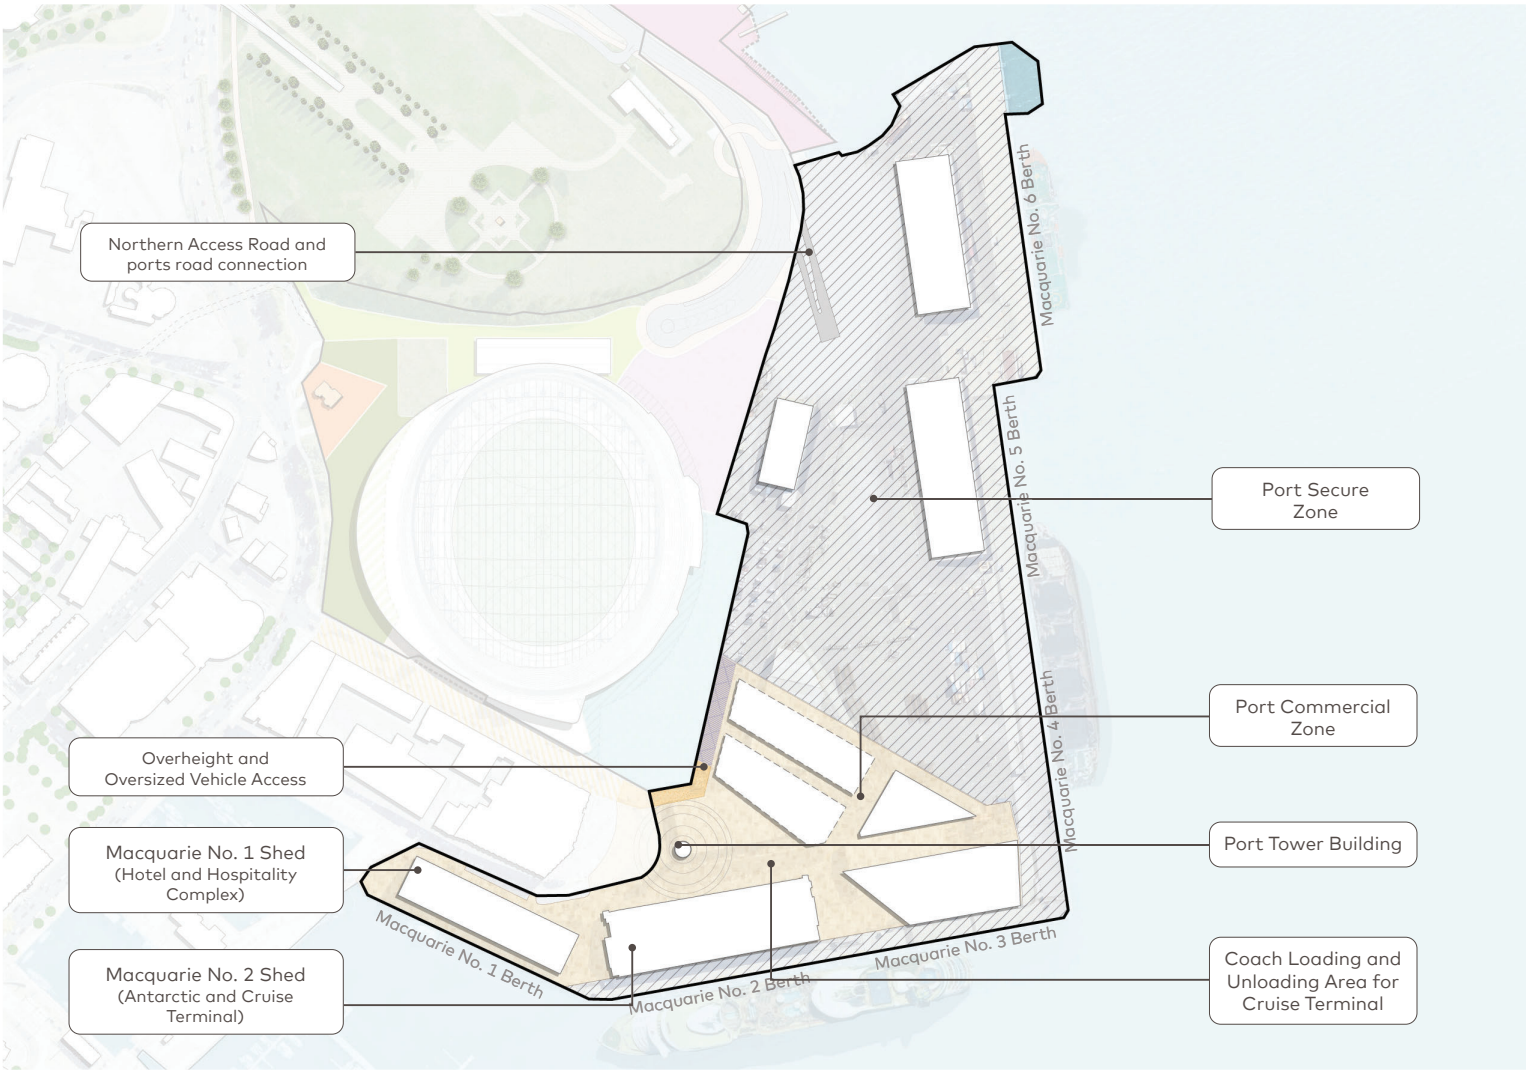 Northern Access Road and
ports road connection
Overheight and
Oversized Vehicle Access
Macquarie No. 1 Shed
(Hotel and Hospitality
Complex)
Macquarie No. 2 Shed
(Antarctic and Cruise
Terminal)
Macquarie No. 6 Berth
Macquarie No. 5 Berth
Macquarie No. 4 Berth
Macquarie No. 3 Berth
Macquarie No. 2 Berth
Macquarie No. 1 Berth
Port Secure
Zone
Port Commercial
Zone
Port Tower Building
Coach Loading and
Unloading Area for
Cruise Terminal